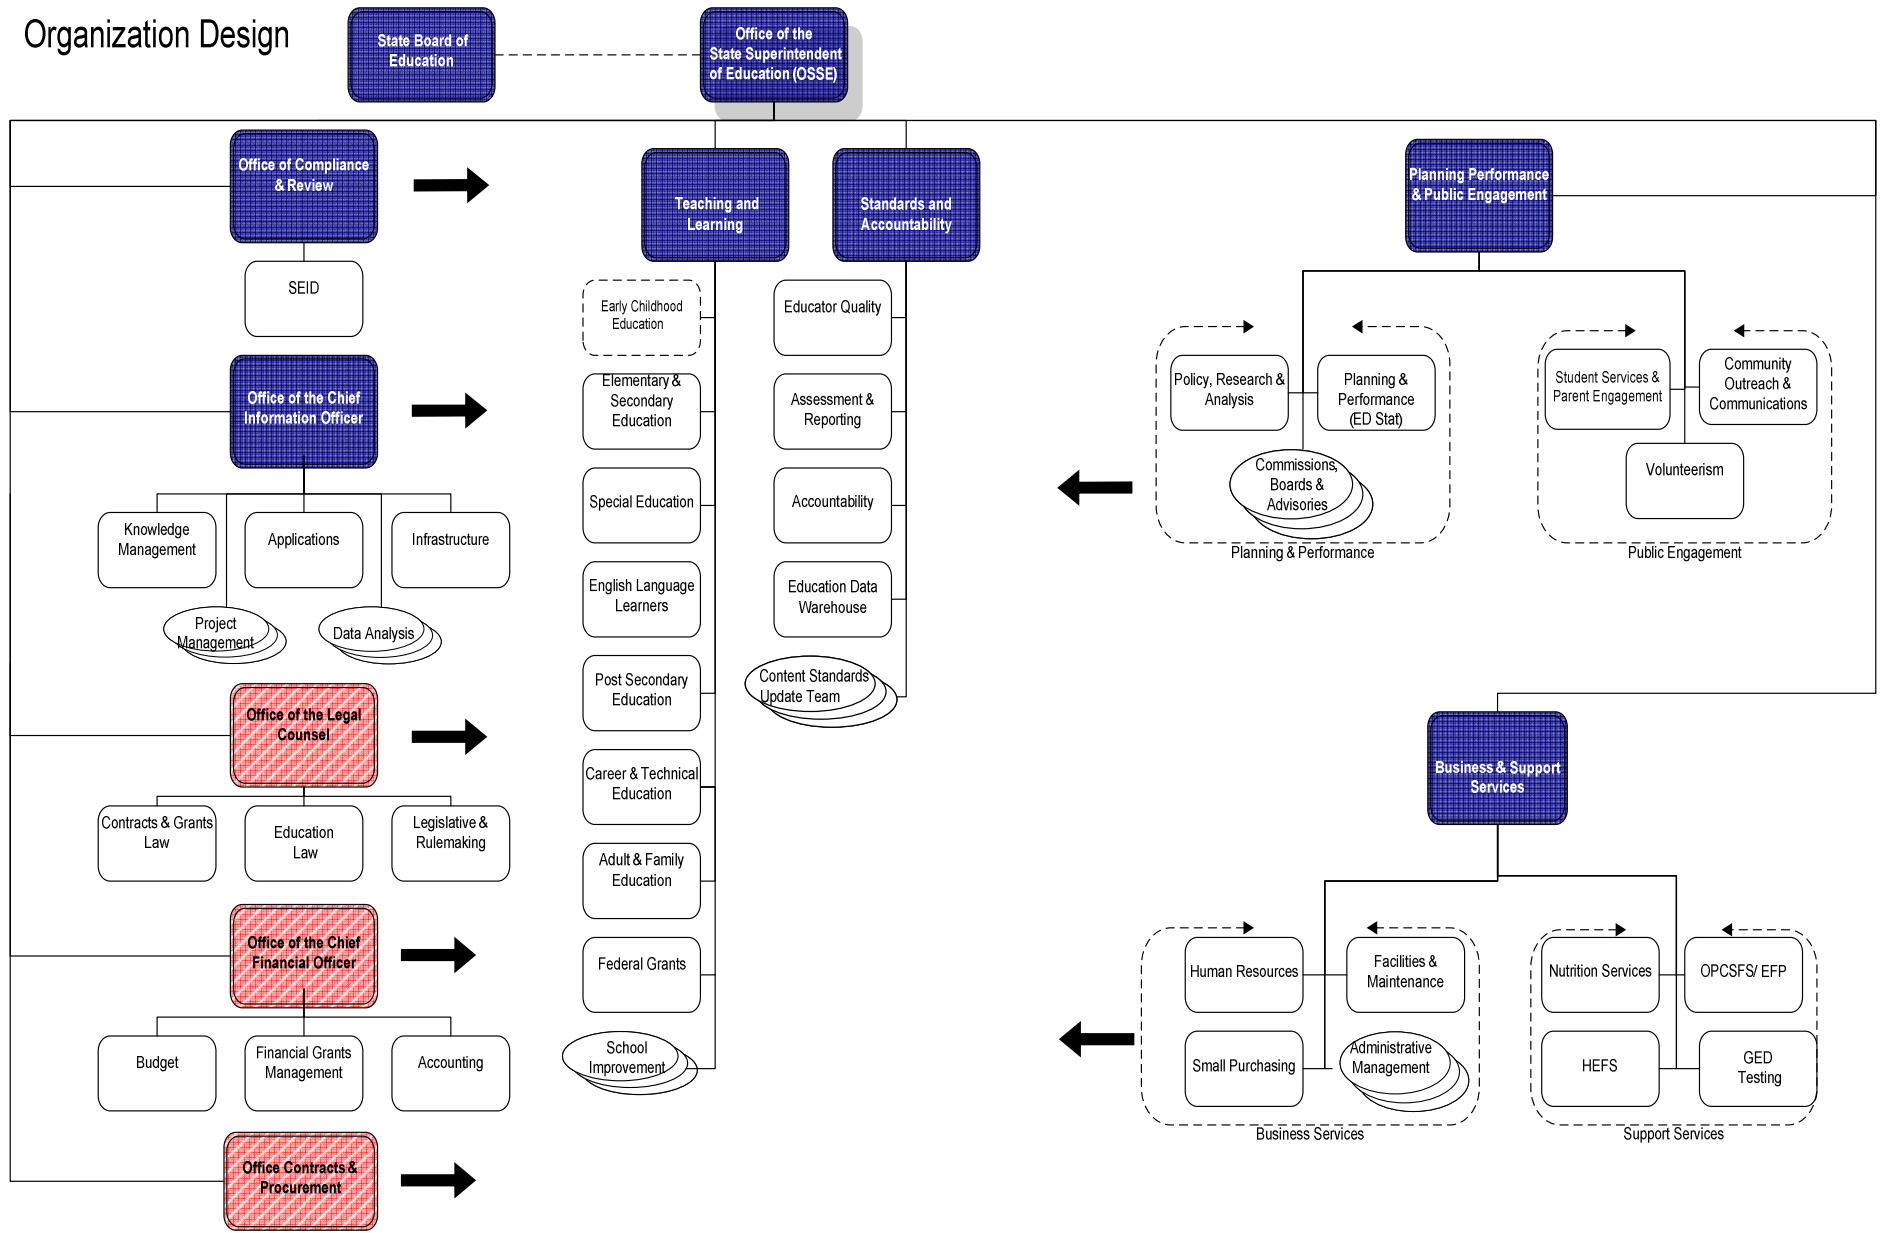 Organization Design
State Board of
Education
Office of the
State Superintendent
of Education (OSSE)
Office of Compliance
& Review
SEID
Office of the Chief
Information Officer
Knowledge
Management
Applications
Infrastructure
Project
Management
Data Analysis
Office of the Legal
Counsel
Contracts & Grants
Law
Education
Law
Legislative &
Rulemaking
Office of the Chief
Financial Officer
Budget
Financial Grants
Management
Accounting
Office Contracts &
Procurement
Teaching and
Learning
Early Childhood
Education
Elementary &
Secondary
Education
Special Education
English Language
Learners
Post Secondary
Education
Career & Technical
Education
Adult & Family
Education
Federal Grants
School
Improvement
Standards and
Accountability
Educator Quality
Assessment &
Reporting
Accountability
Education Data
Warehouse
Content Standards
Update Team
Planning Performance
& Public Engagement
Policy, Research &
Analysis
Planning &
Performance
(ED Stat)
Commissions,
Boards &
Advisories
Planning & Performance
Student Services &
Parent Engagement
Community
Outreach &
Communications
Volunteerism
Public Engagement
Business & Support
Services
Human Resources
Facilities &
Maintenance
Small Purchasing
Administrative
Management
Business Services
Nutrition Services
OPCSFS/ EFP
HEFS
GED
Testing
Support Services